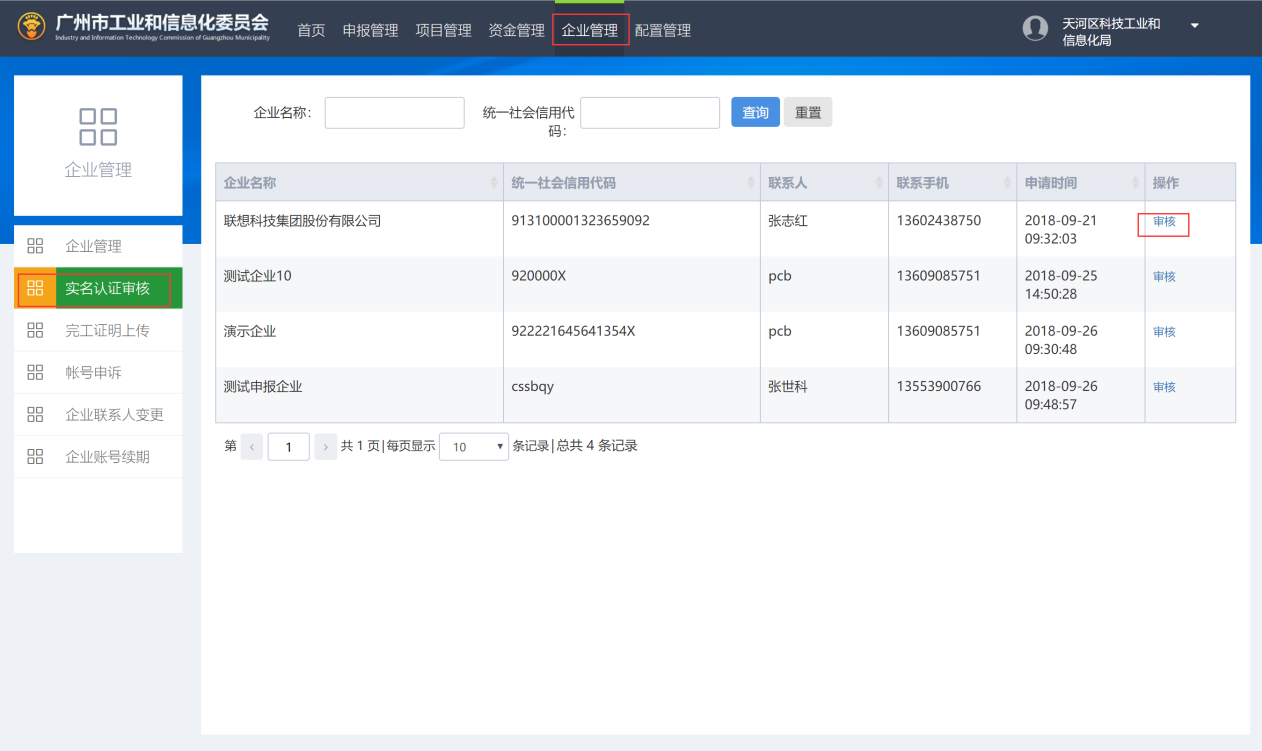 广州市工业和信息化委员会
Industry and Information Technology Commission of Guangzhou Municipality
首页 申报管理 项目管理 资金管理 企业管理 配置管理
天河区科技工业和
信息化局
企业管理
企业管理
实名认证审核
完工证明上传
帐号申诉
企业联系人变更
企业账号续期
企业名称：
统一社会信用代
码：
查询 重置
企业名称 统一社会信用代码 联系人 联系手机 申请时间 操作
联想科技集团股份有限公司 913100001323659092 张志红 13602438750 2018-09-21 审核
09:32:03
测试企业10 920000X pcb 13609085751 2018-09-25 审核
14:50:28
演示企业 922221645641354X pcb 13609085751 2018-09-26 审核
09:30:48
测试申报企业 cssbqy 张世科 13553900766 2018-09-26 审核
09:48:57
第 ‹ 1 › 共 1 页|每页显示 10 ▼ 条记录|总共 4 条记录